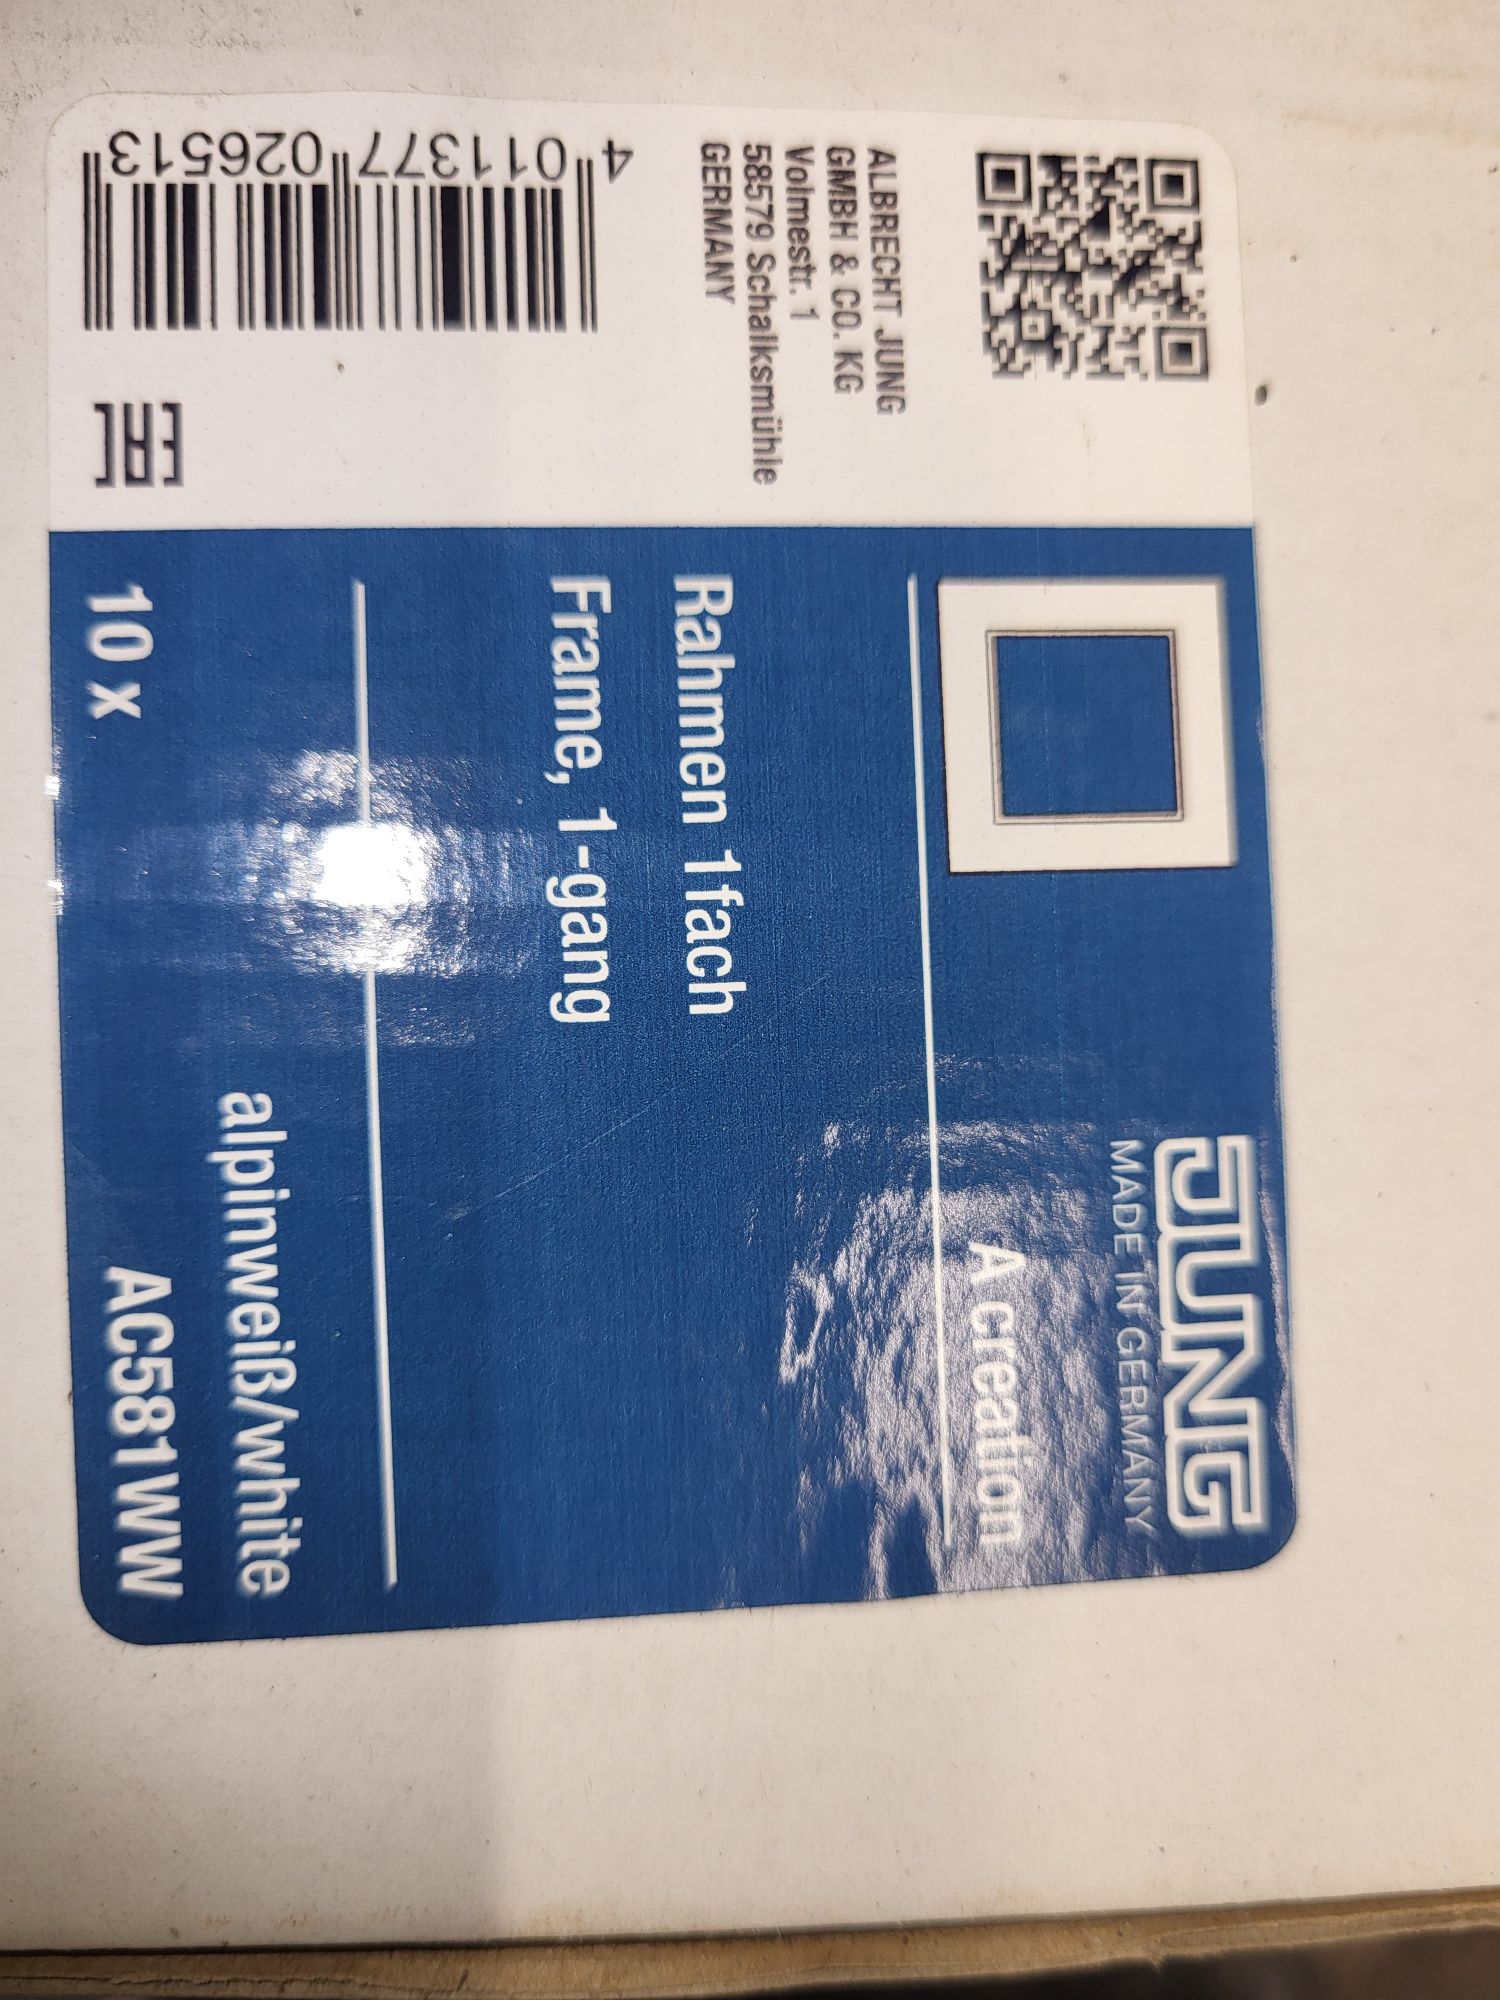 JUNG
MADE IN GERMANY
A creation
Rahmen 1fach
Frame, 1-gang
alpinweiß/white
10 x
AC581WW
ALBRECHT JUNG
GMBH & CO. KG
Volmestr. 1
58579 Schalksmühle
GERMANY
4 011377 026513
EAC